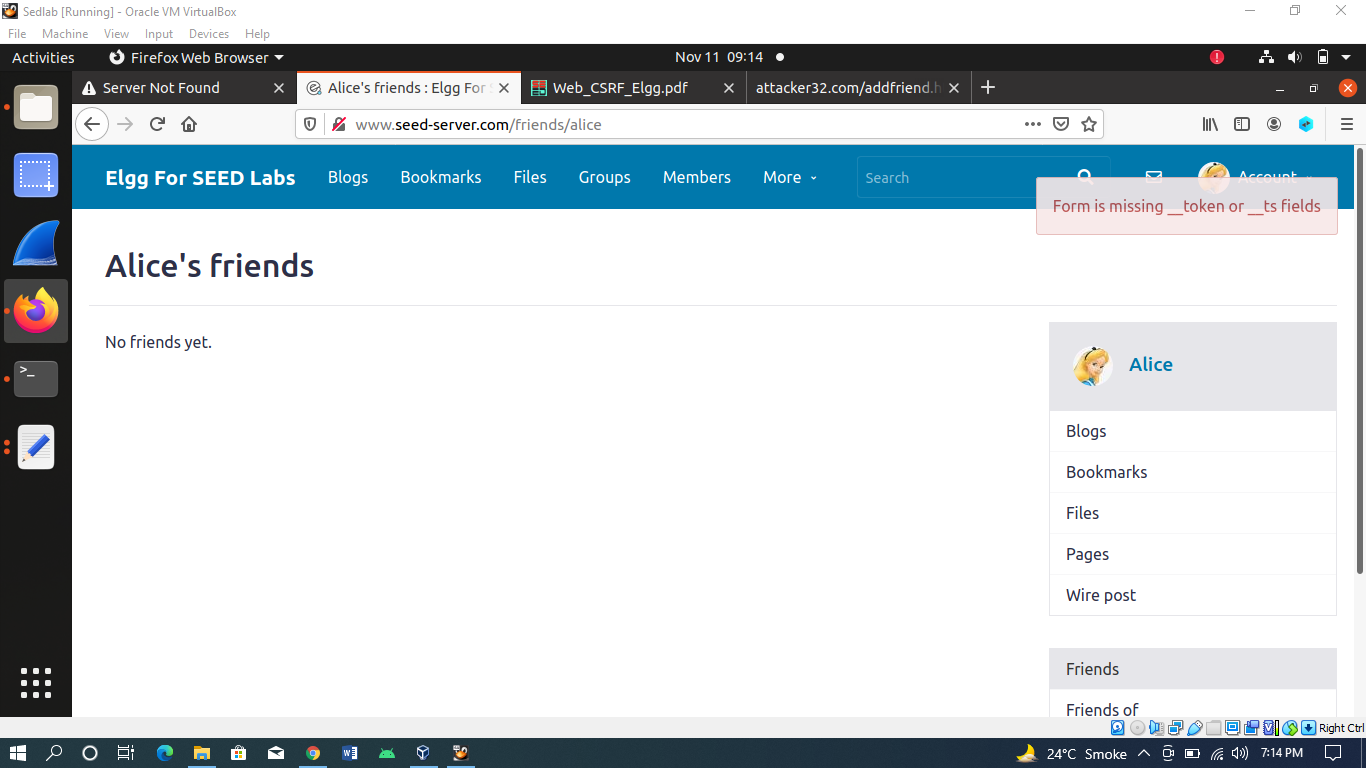 Sedlab [Running] - Oracle VM VirtualBox
File Machine View Input Devices Help
Activities Firefox Web Browser Nov 11 09:14
Server Not Found Alice's friends : Elgg For S Web_CSRF_Elgg.pdf attacker32.com/addfriend.h
www.seed-server.com/friends/alice
Elgg For SEED Labs Blogs Bookmarks Files Groups Members More Search Account
Form is missing __token or __ts fields
Alice's friends
No friends yet.
Alice
Blogs
Bookmarks
Files
Pages
Wire post
Friends
Friends of
Right Ctrl
24°C Smoke 7:14 PM